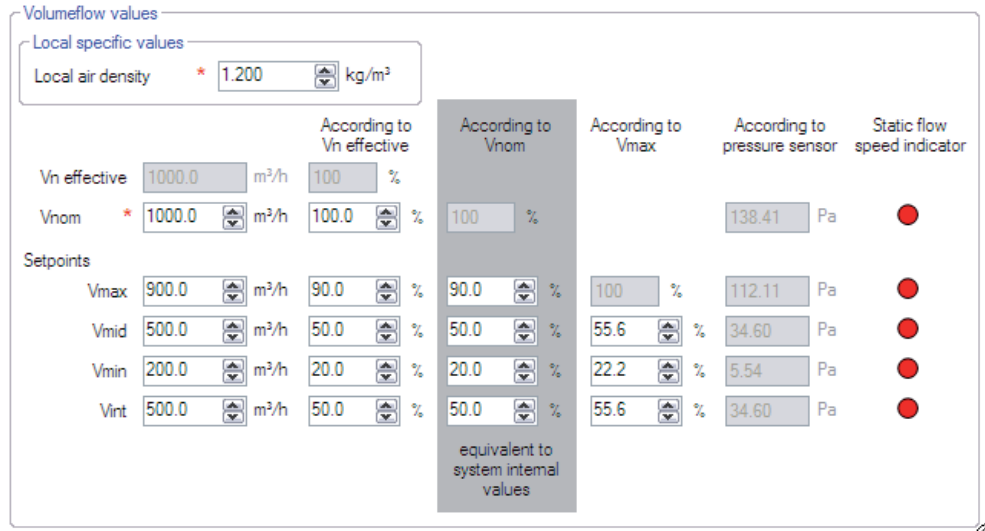 Volumeflow values
Local specific values
Local air density * 1.200 kg/m³
According to
Vn effective
According to
Vnom
According to
Vmax
According to
pressure sensor
Static flow
speed indicator
Vn effective 1000.0 m³/h 100 %
Vnom * 1000.0 m³/h 100.0 % 100 % 138.41 Pa
Setpoints
Vmax 900.0 m³/h 90.0 % 90.0 % 100 % 112.11 Pa
Vmid 500.0 m³/h 50.0 % 50.0 % 55.6 % 34.60 Pa
Vmin 200.0 m³/h 20.0 % 20.0 % 22.2 % 5.54 Pa
Vint 500.0 m³/h 50.0 % 50.0 % 55.6 % 34.60 Pa
equivalent to
system internal
values